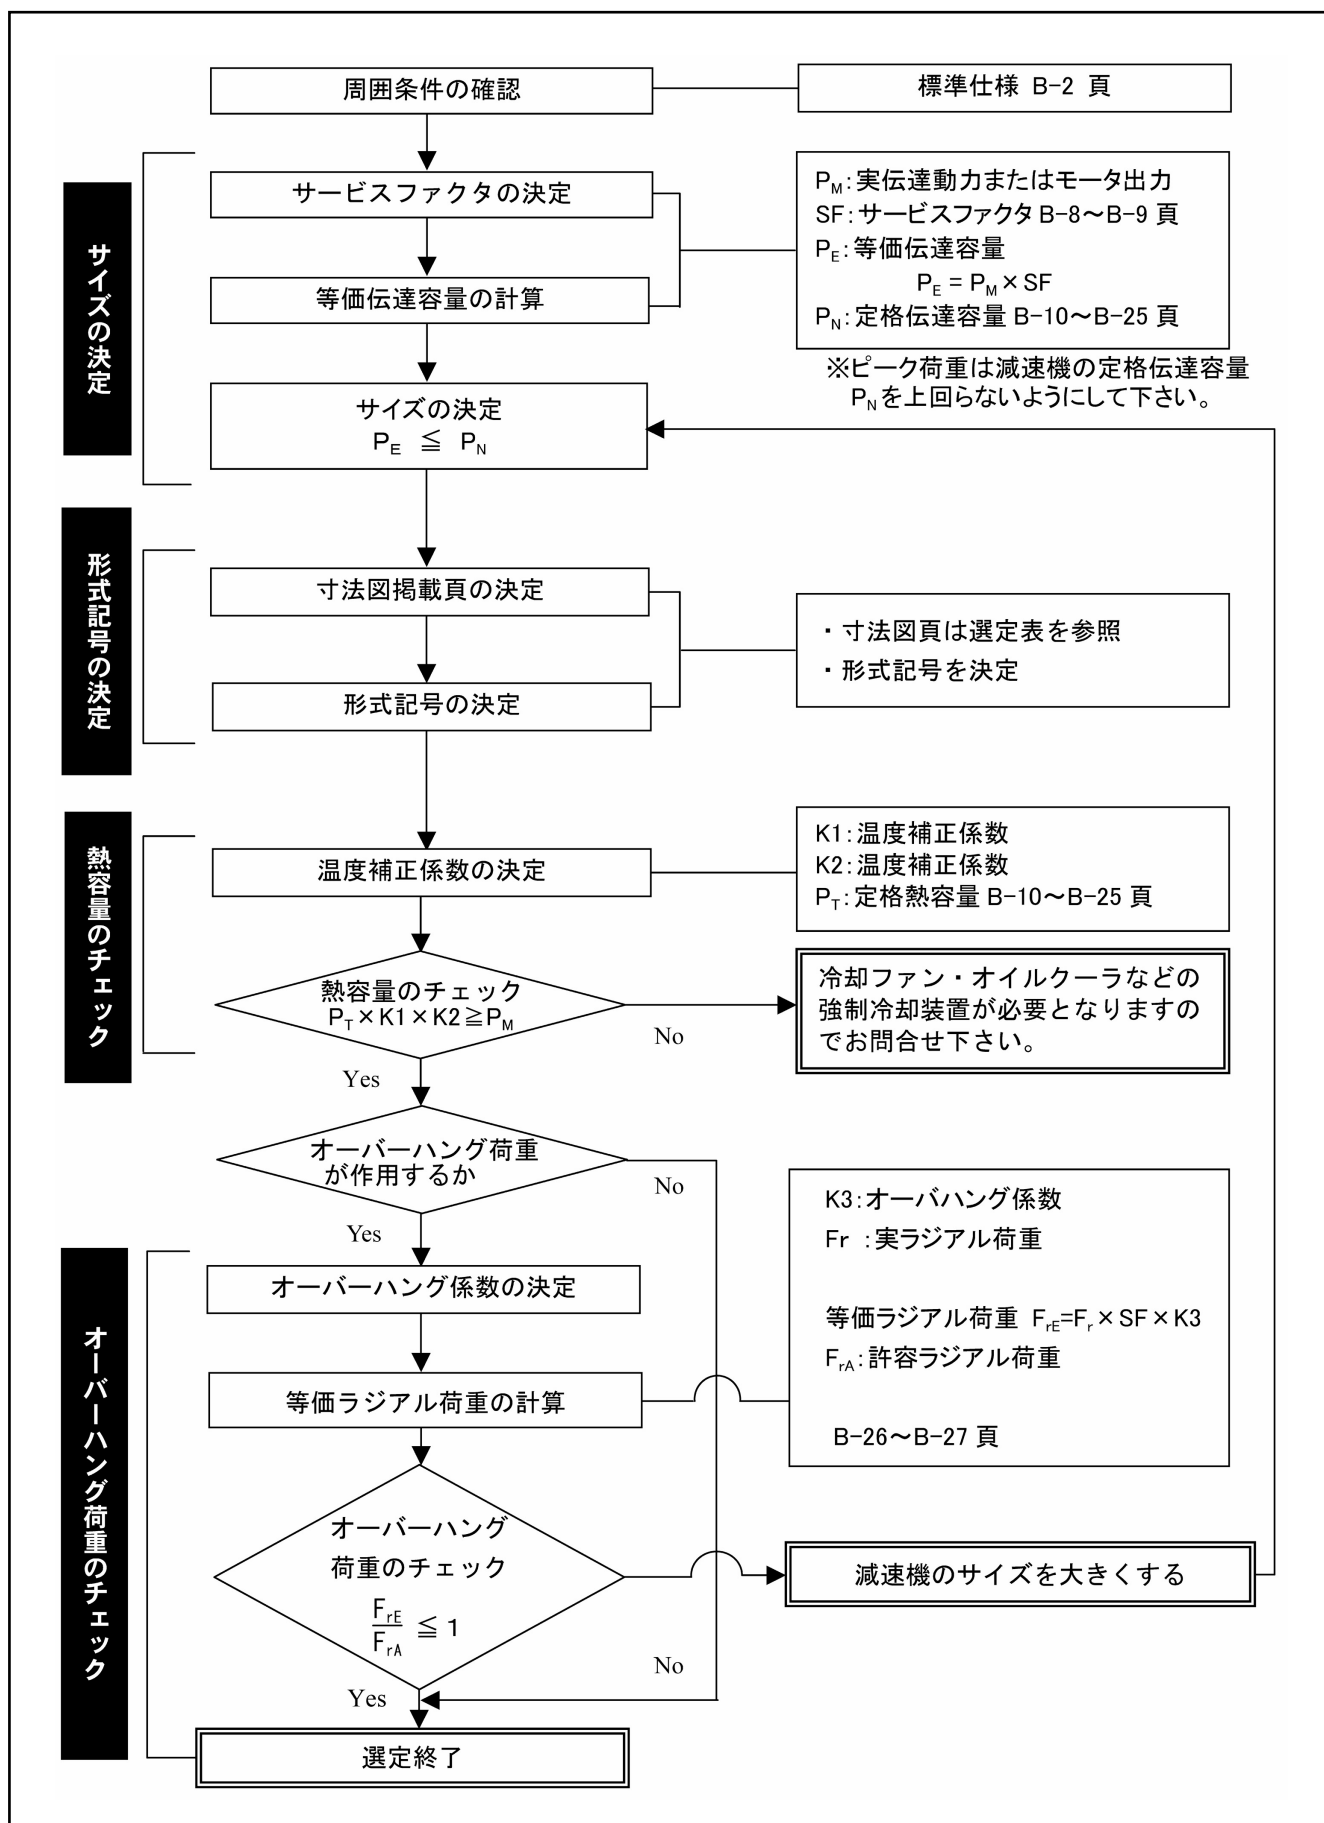 周囲条件の確認
標準仕様 B-2 頁
サイズの決定
サービスファクタの決定
等価伝達容量の計算
P_M：実伝達動力またはモータ出力
SF：サービスファクタ B-8～B-9 頁
P_E：等価伝達容量
P_E = P_M × SF
P_N：定格伝達容量 B-10～B-25 頁
※ピーク荷重は減速機の定格伝達容量
P_N を上回らないようにして下さい。
サイズの決定
P_E ≦ P_N
形式記号の決定
寸法図掲載頁の決定
形式記号の決定
・寸法図頁は選定表を参照
・形式記号を決定
熱容量のチェック
温度補正係数の決定
K1：温度補正係数
K2：温度補正係数
P_T：定格熱容量 B-10～B-25 頁
熱容量のチェック
P_T×K1×K2≧P_M
No
冷却ファン・オイルクーラなどの
強制冷却装置が必要となりますの
でお問合せ下さい。
Yes
オーバーハング荷重
が作用するか
No
Yes
オーバーハング荷重のチェック
オーバーハング係数の決定
等価ラジアル荷重の計算
K3：オーバハング係数
Fr ：実ラジアル荷重
等価ラジアル荷重 F_rE=F_r×SF×K3
F_rA：許容ラジアル荷重
B-26～B-27 頁
オーバーハング
荷重のチェック
F_rE
F_rA
≦ 1
減速機のサイズを大きくする
No
Yes
選定終了